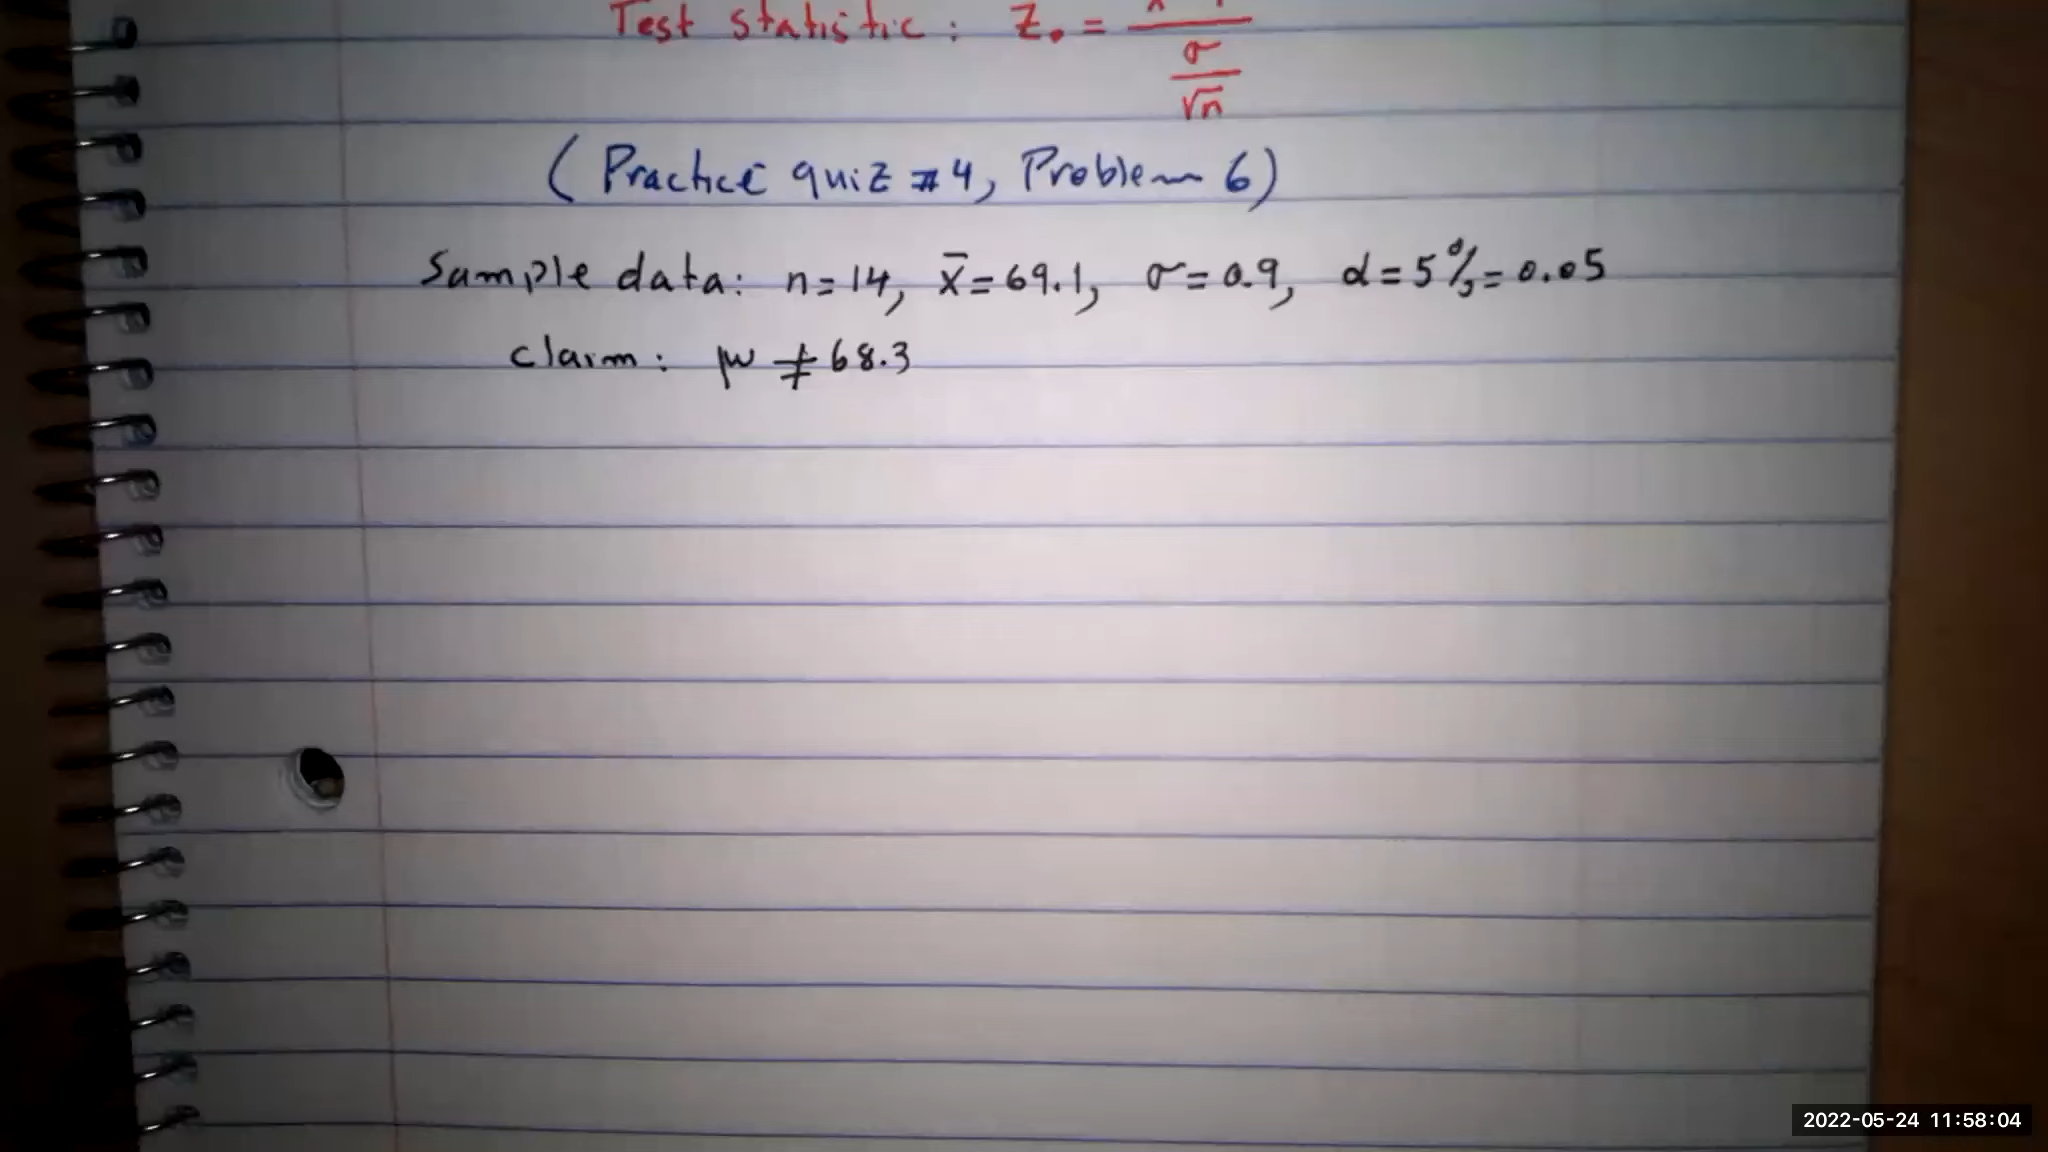 Test statistic: Z₀ =
σ
√n
(Practice quiz #4, Problem 6)
Sample data: n=14, x̄=69.1, σ=0.9, α=5%=0.05
claim: μ ≠ 68.3
2022-05-24 11:58:04